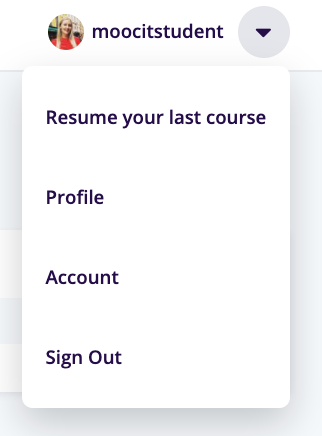 moocitstudent
Resume your last course
Profile
Account
Sign Out